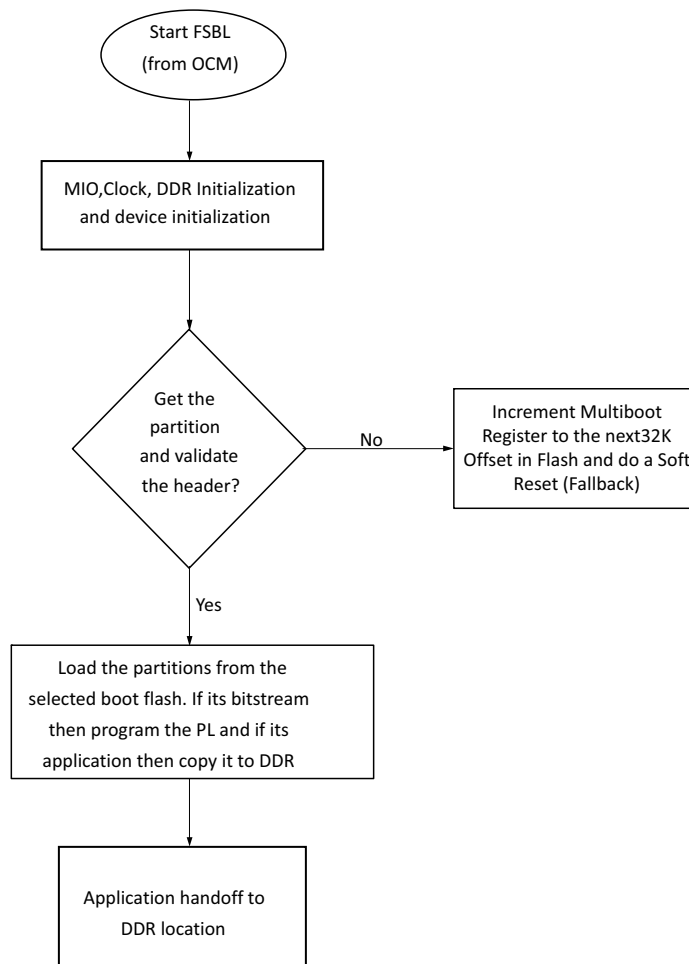 Start FSBL
(from OCM)
MIO,Clock, DDR Initialization
and device initialization
Get the
partition
and validate
the header?
No
Increment Multiboot
Register to the next32K
Offset in Flash and do a Soft
Reset (Fallback)
Yes
Load the partitions from the
selected boot flash. If its bitstream
then program the PL and if its
application then copy it to DDR
Application handoff to
DDR location